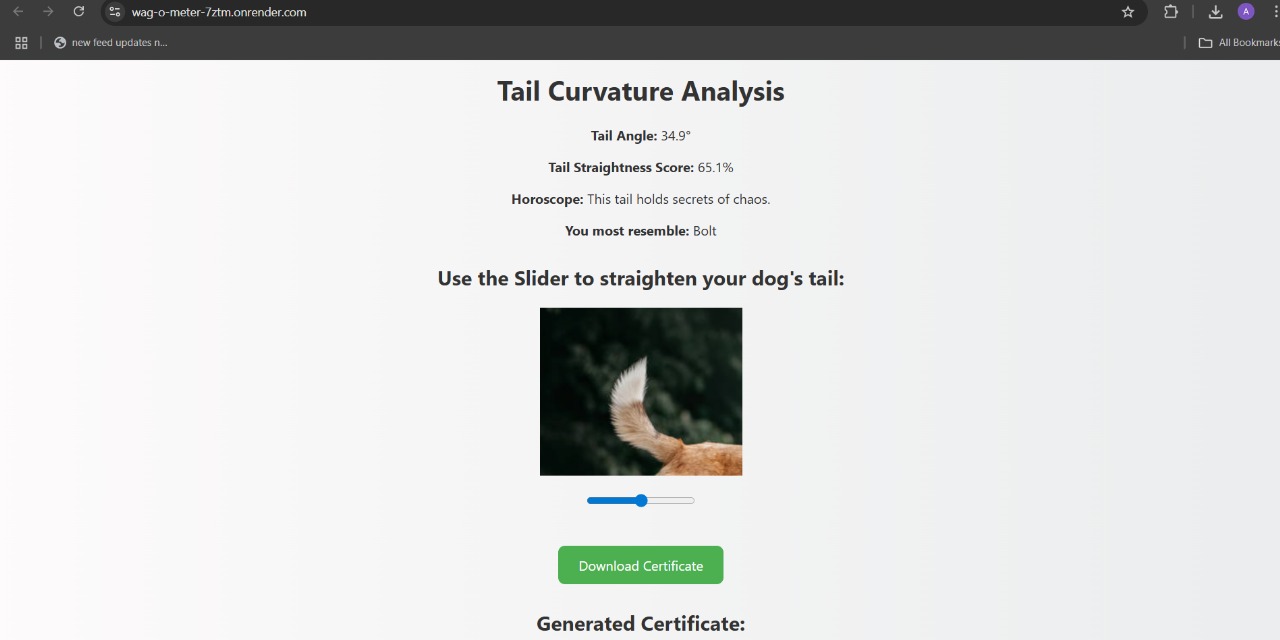 wag-o-meter-7ztm.onrender.com
A
new feed updates n...
All Bookmarks
Tail Curvature Analysis
Tail Angle: 34.9°
Tail Straightness Score: 65.1%
Horoscope: This tail holds secrets of chaos.
You most resemble: Bolt
Use the Slider to straighten your dog's tail:
Download Certificate
Generated Certificate: